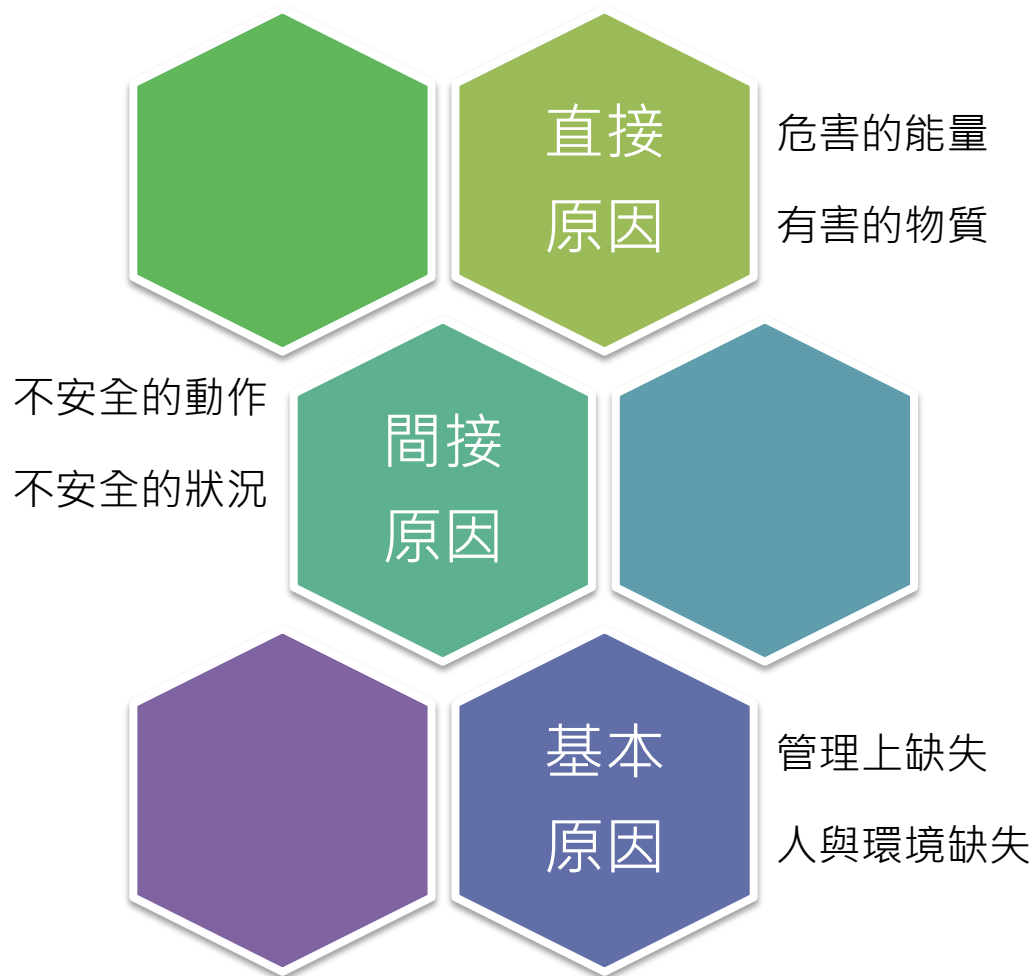 直接
原因
危害的能量
有害的物質
不安全的動作
不安全的狀況
間接
原因
基本
原因
管理上缺失
人與環境缺失